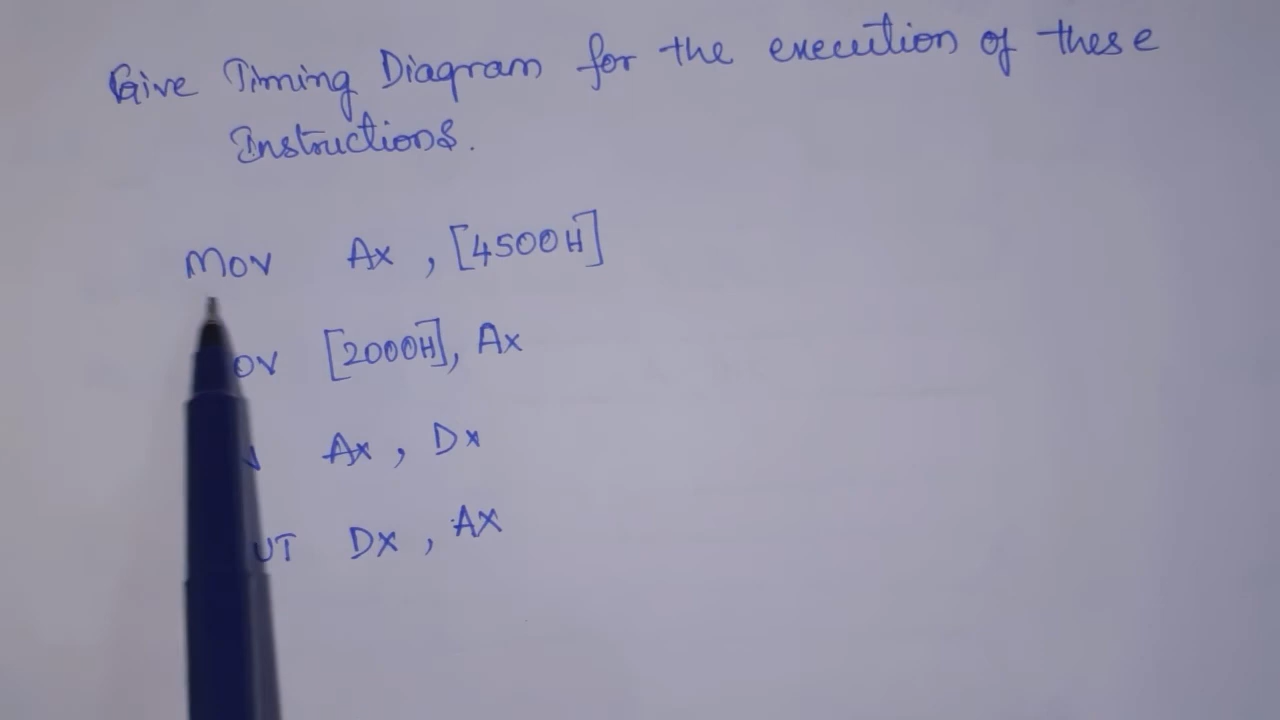 Give Timing Diagram for the execution of these
Instructions.
Mov Ax , [4500H]
[2000H], Ax
Ax , Dx
Dx , Ax